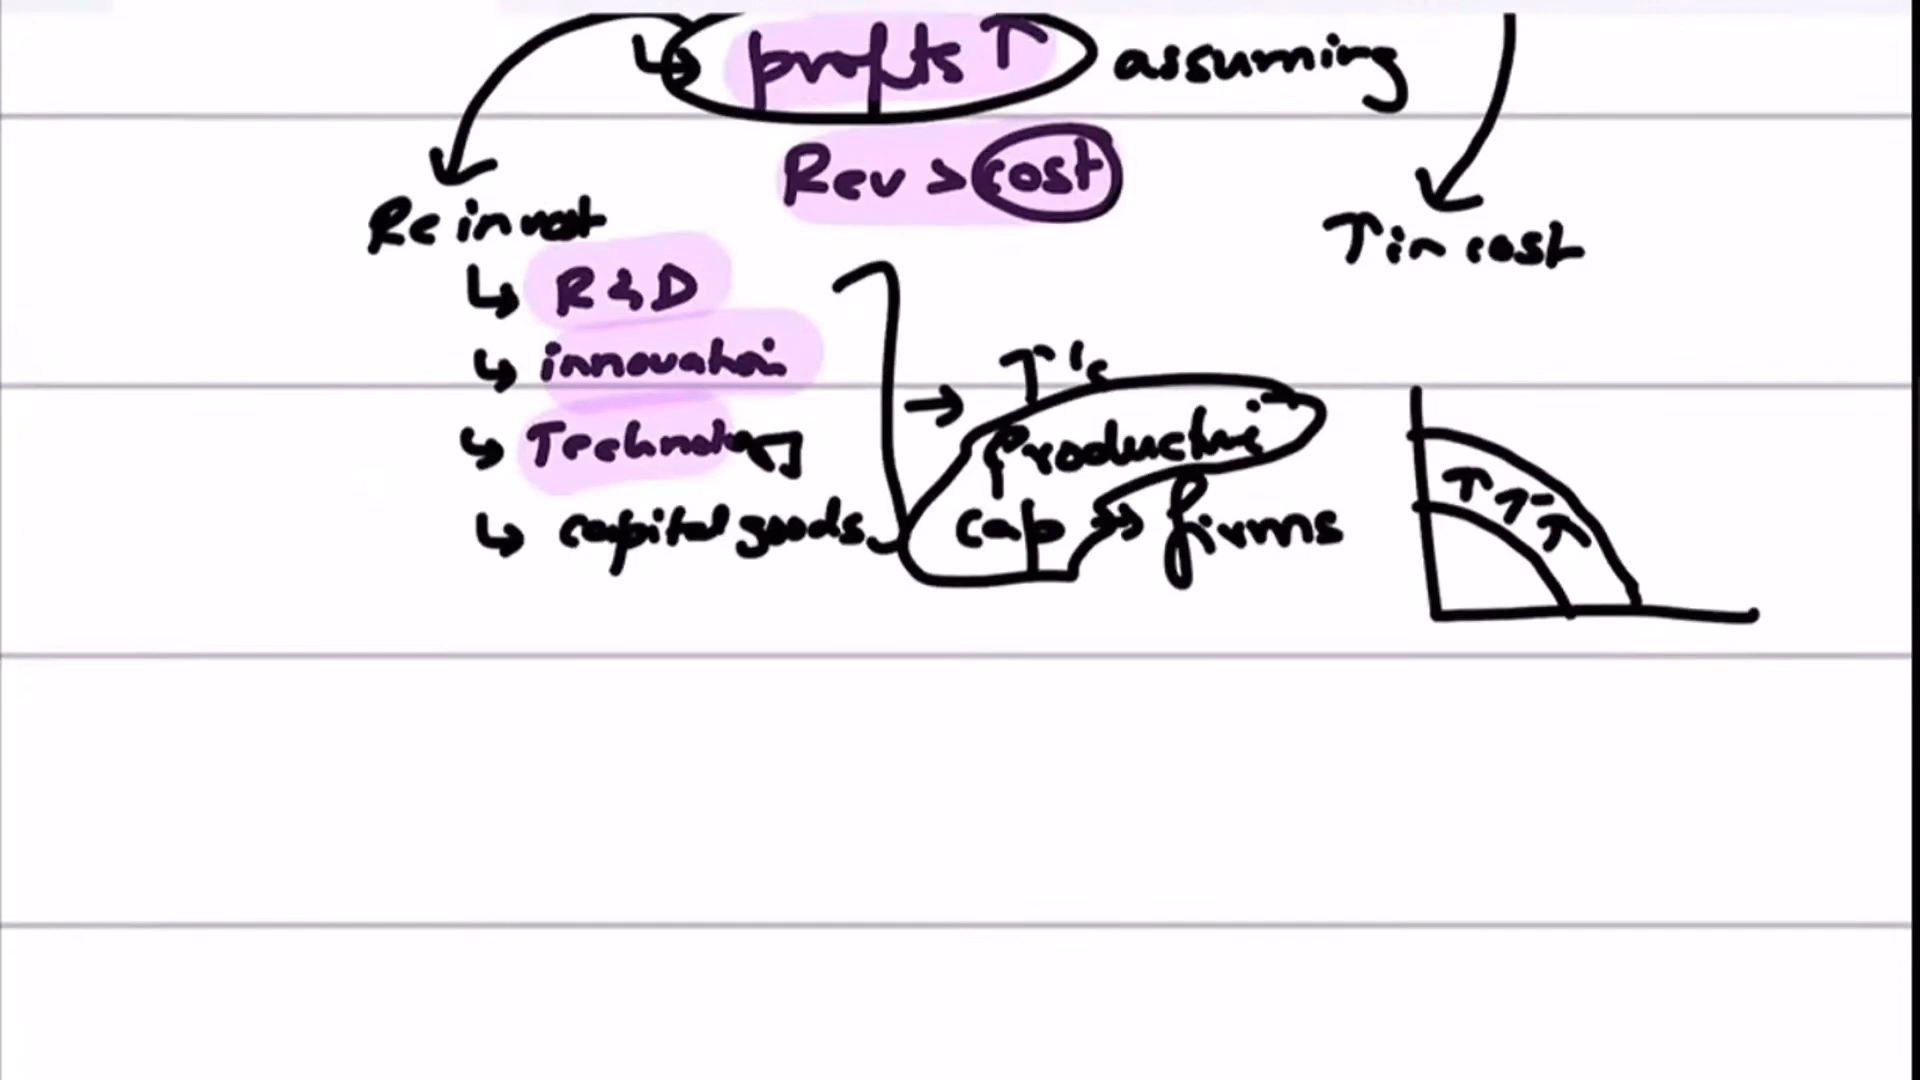 ↳ profits ↑ assuming
Rev > cost
Reinvest
↑ in cost
↳ R&D
↳ innovation
↑'s
↳ Technology
→ productive
↳ capital goods
cap → firms
↑ ↑ ↑